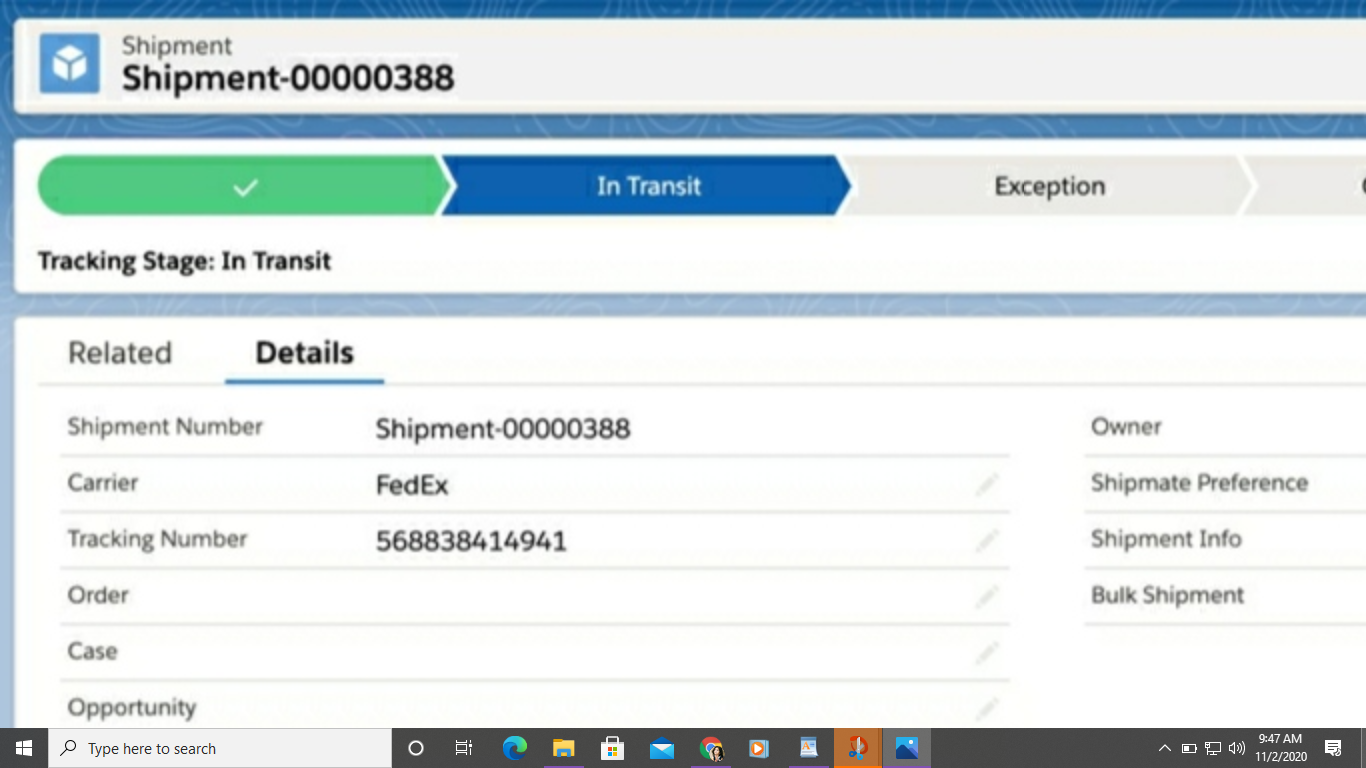 Shipment
Shipment-00000388
In Transit
Exception
Tracking Stage: In Transit
Related
Details
Shipment Number
Shipment-00000388
Owner
Carrier
FedEx
Shipmate Preference
Tracking Number
568838414941
Shipment Info
Order
Bulk Shipment
Case
Opportunity
Type here to search
9:47 AM
11/2/2020